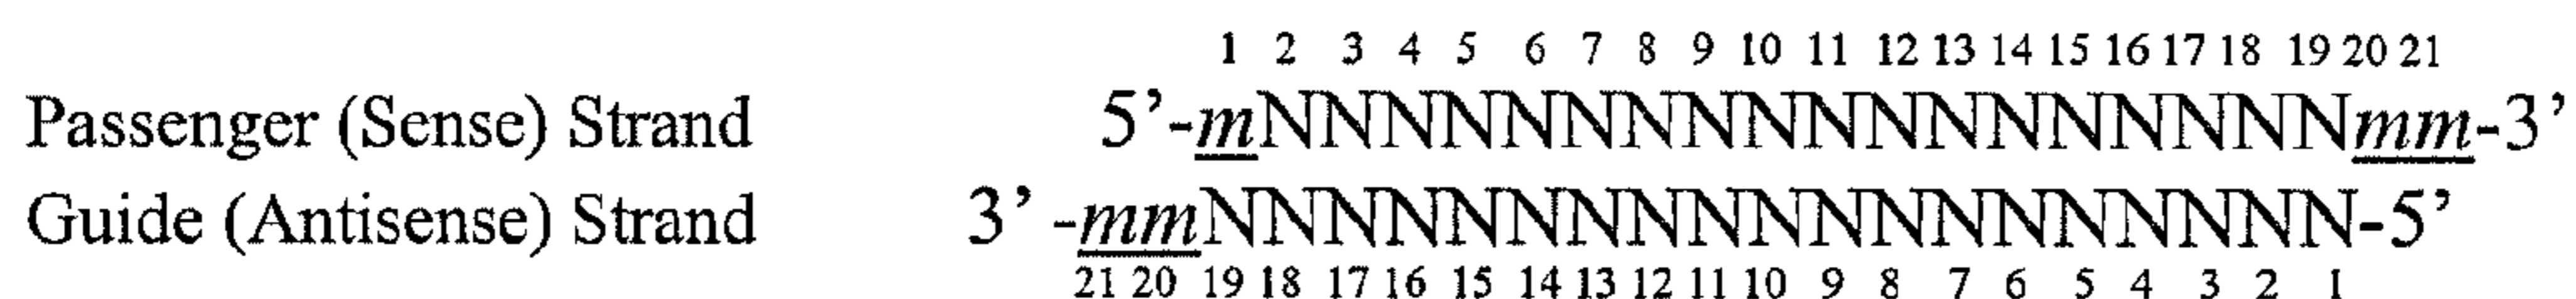 1 2 3 4 5 6 7 8 9 10 11 12 13 14 15 16 17 18 19 20 21
Passenger (Sense) Strand 5’-mNNNNNNNNNNNNNNNNNNmm-3’
Guide (Antisense) Strand 3’ -mmNNNNNNNNNNNNNNNNNNN-5’
21 20 19 18 17 16 15 14 13 12 11 10 9 8 7 6 5 4 3 2 1